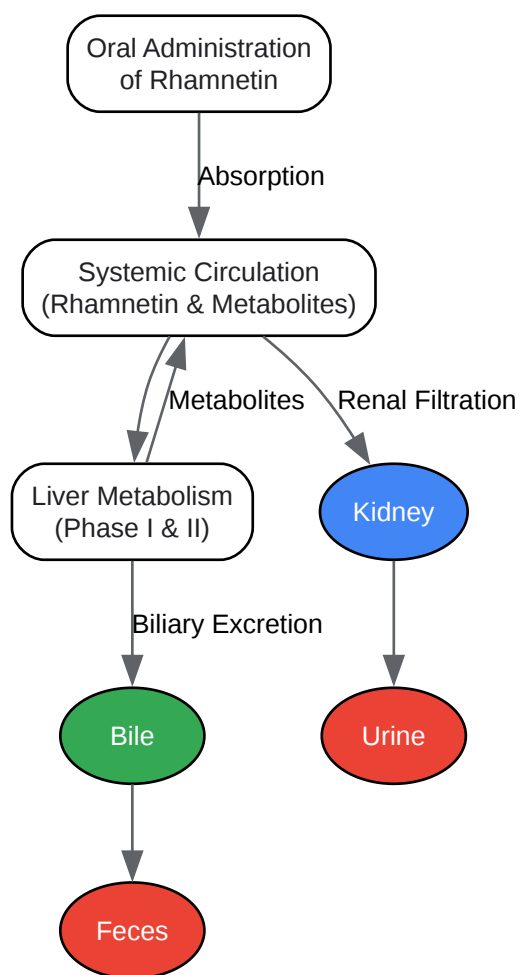 Oral Administration
of Rhamnetin
Absorption
Systemic Circulation
(Rhamnetin & Metabolites)
Metabolites
Renal Filtration
Liver Metabolism
(Phase I & II)
Kidney
Biliary Excretion
Bile
Urine
Feces